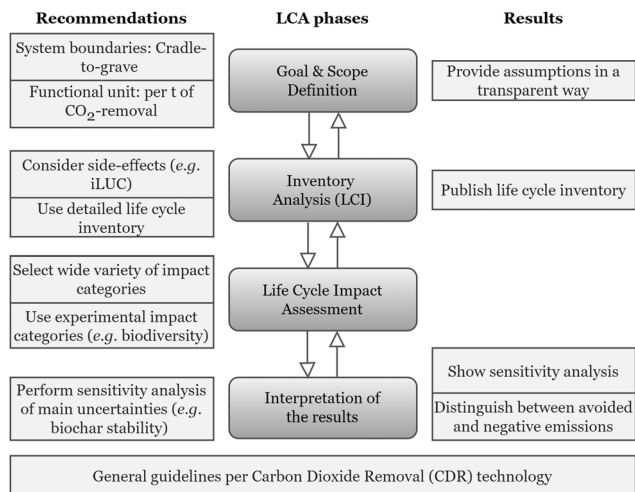 Recommendations
LCA phases
Results
System boundaries: Cradle-
to-grave
Functional unit: per t of
CO₂-removal
Goal & Scope
Definition
Provide assumptions in a
transparent way
Consider side-effects (e.g.
iLUC)
Use detailed life cycle
inventory
Inventory
Analysis (LCI)
Publish life cycle inventory
Select wide variety of impact
categories
Use experimental impact
categories (e.g. biodiversity)
Life Cycle Impact
Assessment
Perform sensitivity analysis
of main uncertainties (e.g.
biochar stability)
Interpretation of
the results
Show sensitivity analysis
Distinguish between avoided
and negative emissions
General guidelines per Carbon Dioxide Removal (CDR) technology